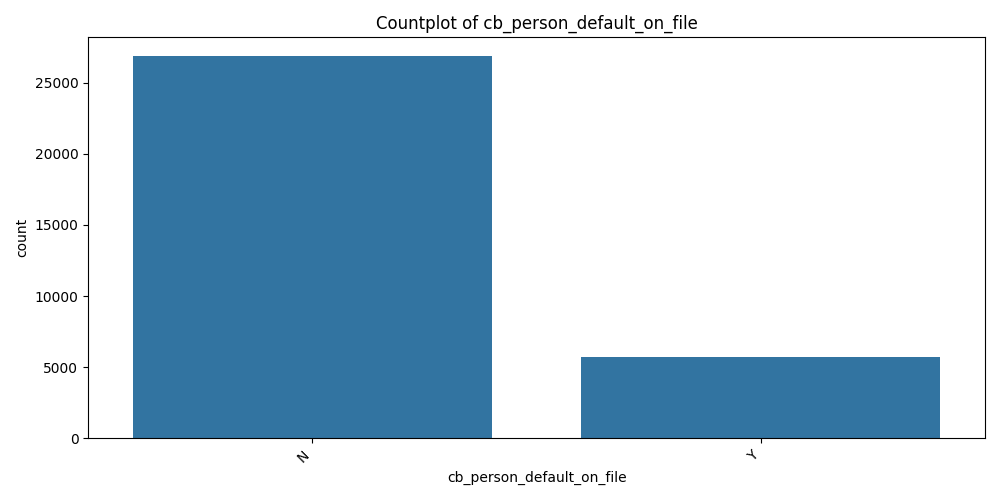 Countplot of cb_person_default_on_file
25000
20000
15000
10000
5000
0
count
N
Y
cb_person_default_on_file